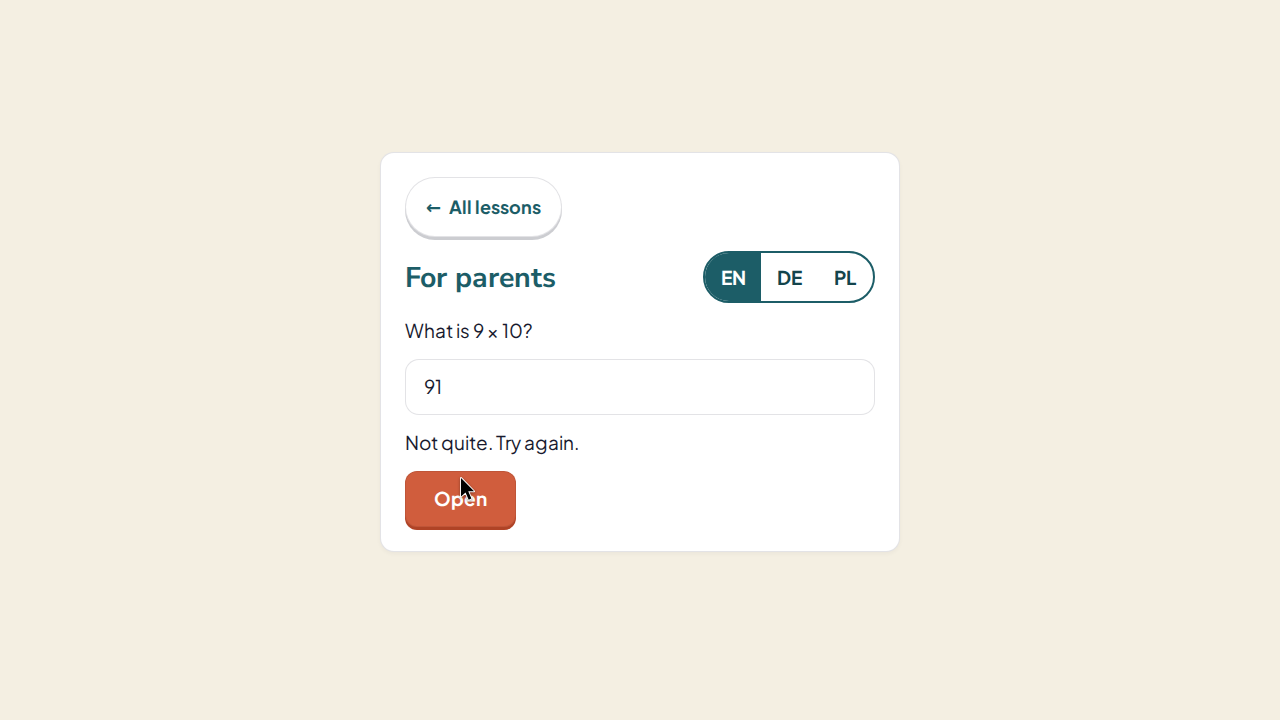 ← All lessons
For parents
EN DE PL
What is 9 × 10?
91
Not quite. Try again.
Open